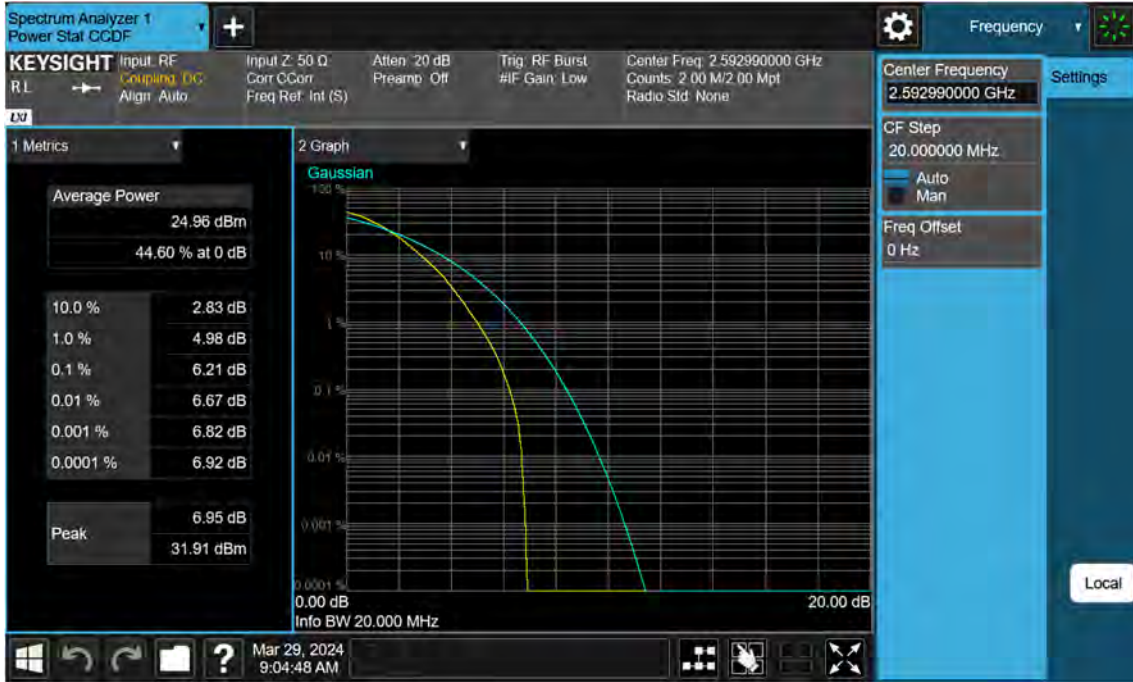 Spectrum Analyzer 1
Power Stat CCDF
+
Frequency
KEYSIGHT
R L
LXI
Input: RF
Coupling: DC
Align: Auto
Input Z: 50 Ω
Corr CCorr
Freq Ref: Int (S)
Atten: 20 dB
Preamp: Off
Trig: RF Burst
#IF Gain: Low
Center Freq: 2.592990000 GHz
Counts: 2.00 M/2.00 Mpt
Radio Std: None
Center Frequency
2.592990000 GHz
Settings
CF Step
20.000000 MHz
Auto
Man
Freq Offset
0 Hz
1 Metrics
Average Power
24.96 dBm
44.60 % at 0 dB
10.0 % 2.83 dB
1.0 % 4.98 dB
0.1 % 6.21 dB
0.01 % 6.67 dB
0.001 % 6.82 dB
0.0001 % 6.92 dB
Peak
6.95 dB
31.91 dBm
2 Graph
Gaussian
100 %
10 %
1 %
0.1 %
0.01 %
0.001 %
0.0001 %
0.00 dB 20.00 dB
Info BW 20.000 MHz
Local
?
Mar 29, 2024
9:04:48 AM